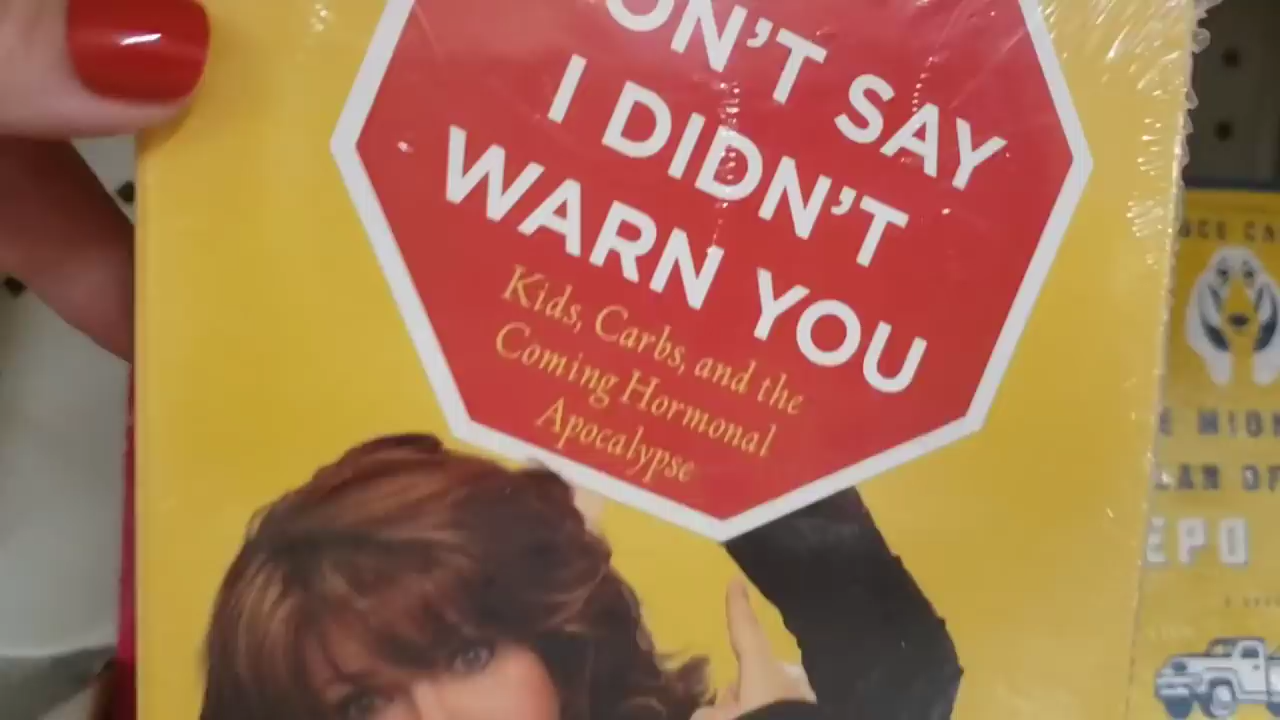 ON'T SAY
I DIDN'T
WARN YOU
Kids, Carbs, and the
Coming Hormonal
Apocalypse